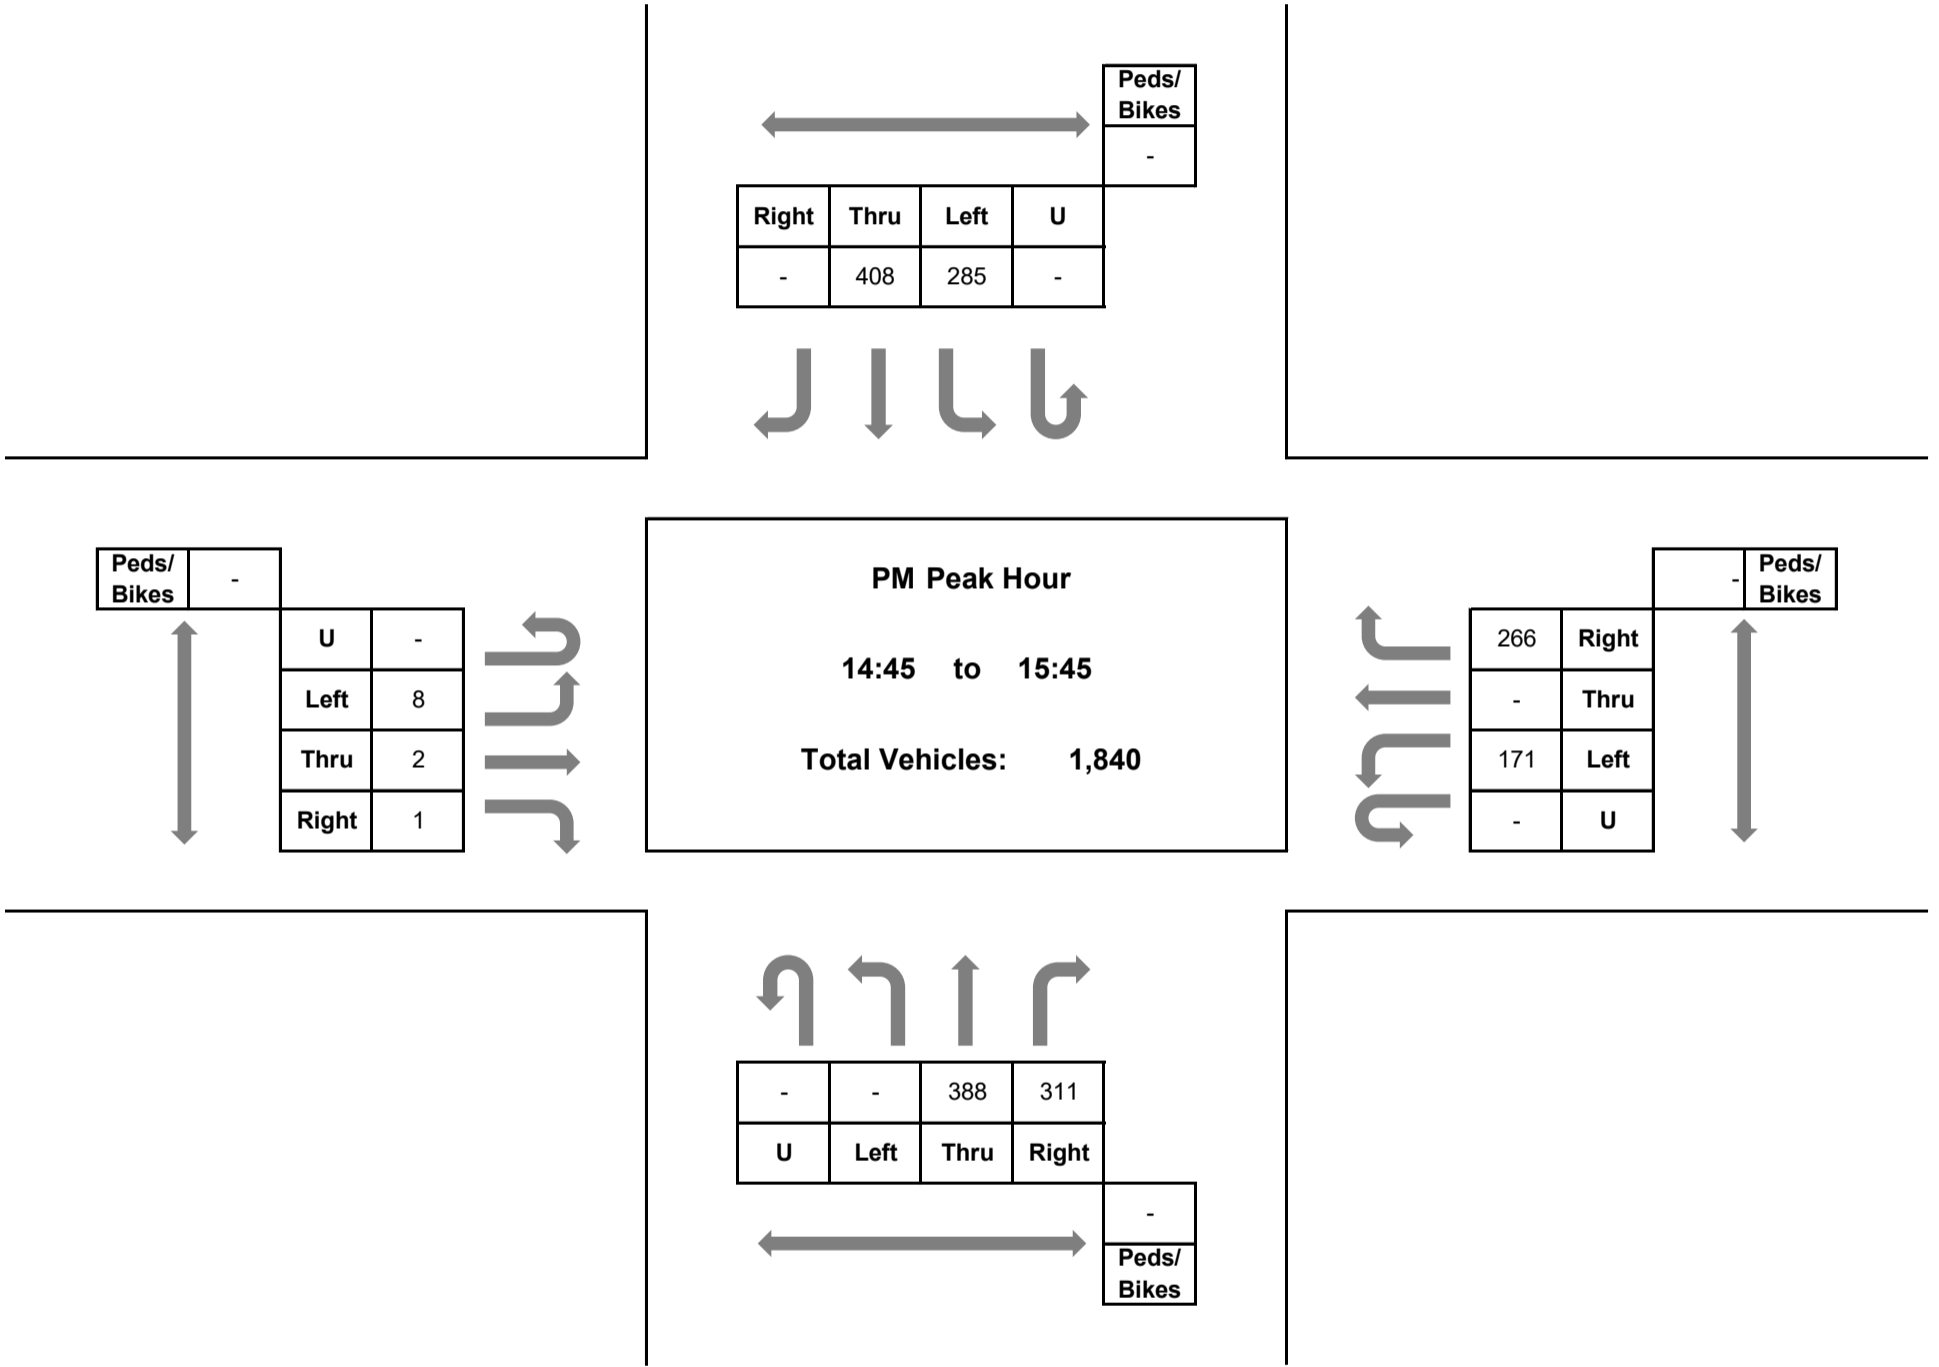 Peds/
Bikes
-
Right Thru Left U
- 408 285 -
Peds/
Bikes
-
U -
Left 8
Thru 2
Right 1
PM Peak Hour
14:45 to 15:45
Total Vehicles: 1,840
-
Peds/
Bikes
266 Right
- Thru
171 Left
- U
- - 388 311
U Left Thru Right
-
Peds/
Bikes